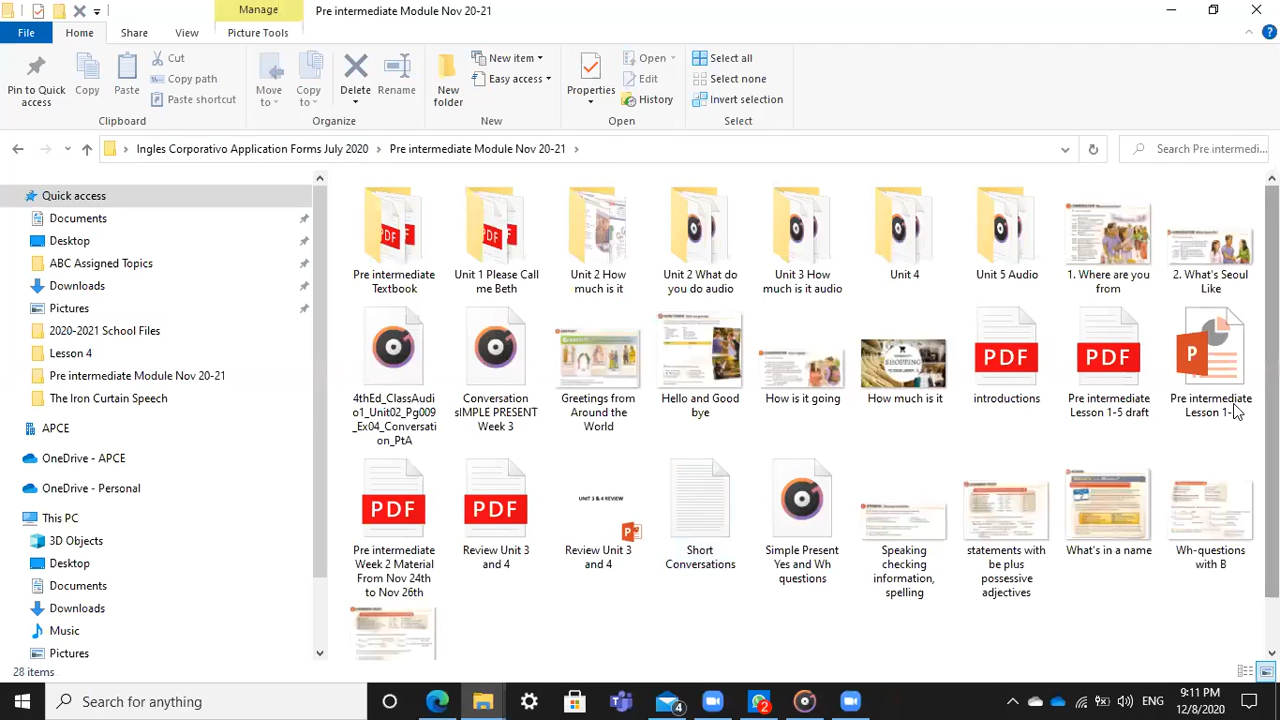 Manage
Pre intermediate Module Nov 20-21
File
Home
Share
View
Picture Tools
Pin to Quick
access
Copy
Paste
Cut
Copy path
Paste shortcut
Clipboard
Move
to
Copy
to
Delete
Rename
Organize
New
folder
New item
Easy access
New
Properties
Open
Edit
History
Open
Select all
Select none
Invert selection
Select
Ingles Corporativo Application Forms July 2020 > Pre intermediate Module Nov 20-21 >
Search Pre intermedi...
Quick access
Documents
Desktop
ABC Assigned Topics
Downloads
Pictures
2020-2021 School Files
Lesson 4
Pre intermediate Module Nov 20-21
The Iron Curtain Speech
APCE
OneDrive - APCE
OneDrive - Personal
This PC
3D Objects
Desktop
Documents
Downloads
Music
Pictures
Pre intermediate
Textbook
Unit 1 Please Call
me Beth
Unit 2 How
much is it
Unit 2 What do
you do audio
Unit 3 How
much is it audio
Unit 4
Unit 5 Audio
1. Where are you
from
2. What's Seoul
Like
4thEd_ClassAudi
o1_Unit02_Pg009
_Ex04_Conversati
on_PtA
Conversation
sIMPLE PRESENT
Week 3
Greetings from
Around the
World
Hello and Good
bye
How is it going
SHOPPING
How much is it
PDF
introductions
PDF
Pre intermediate
Lesson 1-5 draft
P
Pre intermediate
Lesson 1-
PDF
Pre intermediate
Week 2 Material
From Nov 24th
to Nov 26th
PDF
Review Unit 3
and 4
UNIT 3 & 4 REVIEW
Review Unit 3
and 4
Short
Conversations
Simple Present
Yes and Wh
questions
Speaking
checking
information,
spelling
statements with
be plus
possessive
adjectives
What's in a name
Wh-questions
with B
28 items
Type here
Search for anything
4
2
ENG
9:11 PM
12/8/2020